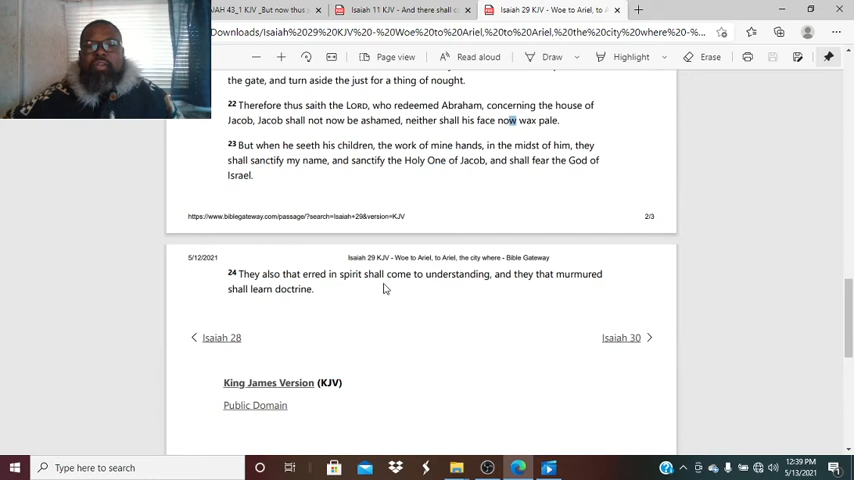 AIAH 43_1 KJV _But now thus s
Isaiah 11 KJV - And there shall c
Isaiah 29 KJV - Woe to Ariel, to A
Downloads/Isaiah%2029%20KJV%20-%20Woe%20to%20Ariel,%20to%20Ariel,%20the%20city%20where%20-%...
Page view
Read aloud
Draw
Highlight
Erase
the gate, and turn aside the just for a thing of nought.
22 Therefore thus saith the LORD, who redeemed Abraham, concerning the house of
Jacob, Jacob shall not now be ashamed, neither shall his face now wax pale.
23 But when he seeth his children, the work of mine hands, in the midst of him, they
shall sanctify my name, and sanctify the Holy One of Jacob, and shall fear the God of
Israel.
https://www.biblegateway.com/passage/?search=Isaiah+29&version=KJV
2/3
5/12/2021
Isaiah 29 KJV - Woe to Ariel, to Ariel, the city where - Bible Gateway
24 They also that erred in spirit shall come to understanding, and they that murmured
shall learn doctrine.
Isaiah 28
Isaiah 30
King James Version (KJV)
Public Domain
Type here to search
12:39 PM
5/13/2021